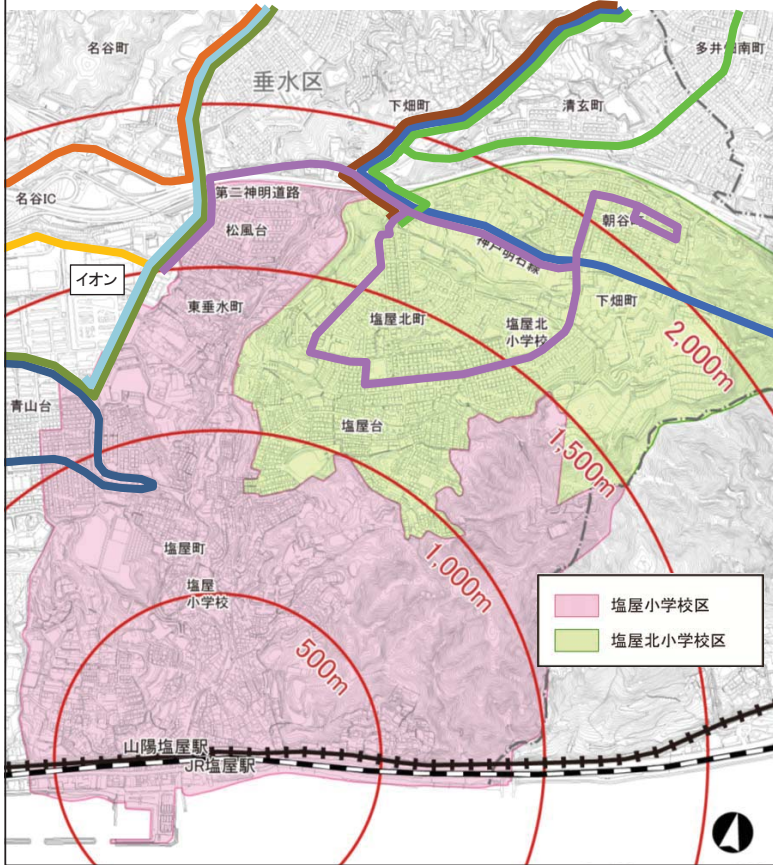 名谷町
多井畑南町
垂水区
下畑町
清玄町
名谷IC
第二神明道路
松風台
朝谷
神戸明石線
イオン
下畑町
東垂水町
塩屋北町
塩屋北
小学校
2,000m
青山台
塩屋台
1,500m
塩屋町
1,000m
塩屋
小学校
塩屋小学校区
塩屋北小学校区
500m
山陽塩屋駅
JR塩屋駅